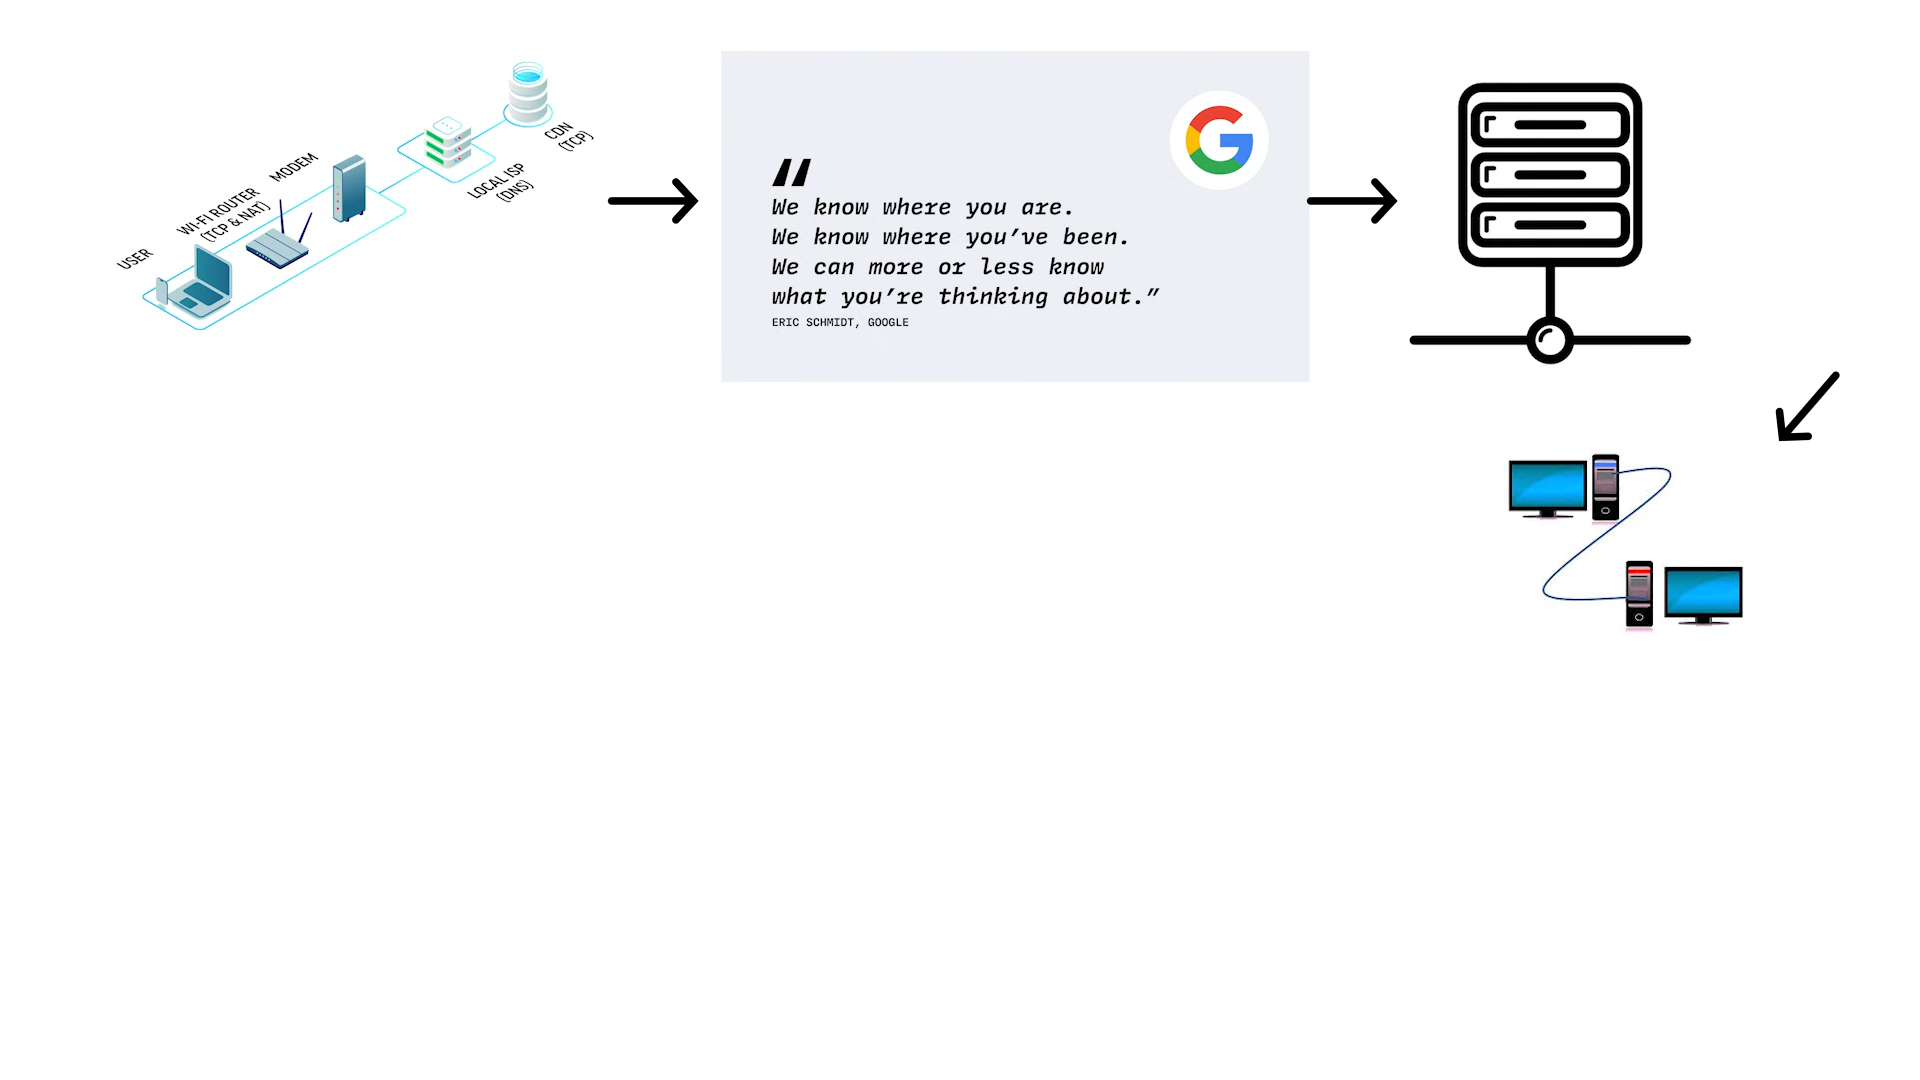 USER
WI-FI ROUTER
(TCP & NAT)
MODEM
LOCAL ISP
(DNS)
CDN
(TCP)
“
We know where you are.
We know where you’ve been.
We can more or less know
what you’re thinking about.”
ERIC SCHMIDT, GOOGLE